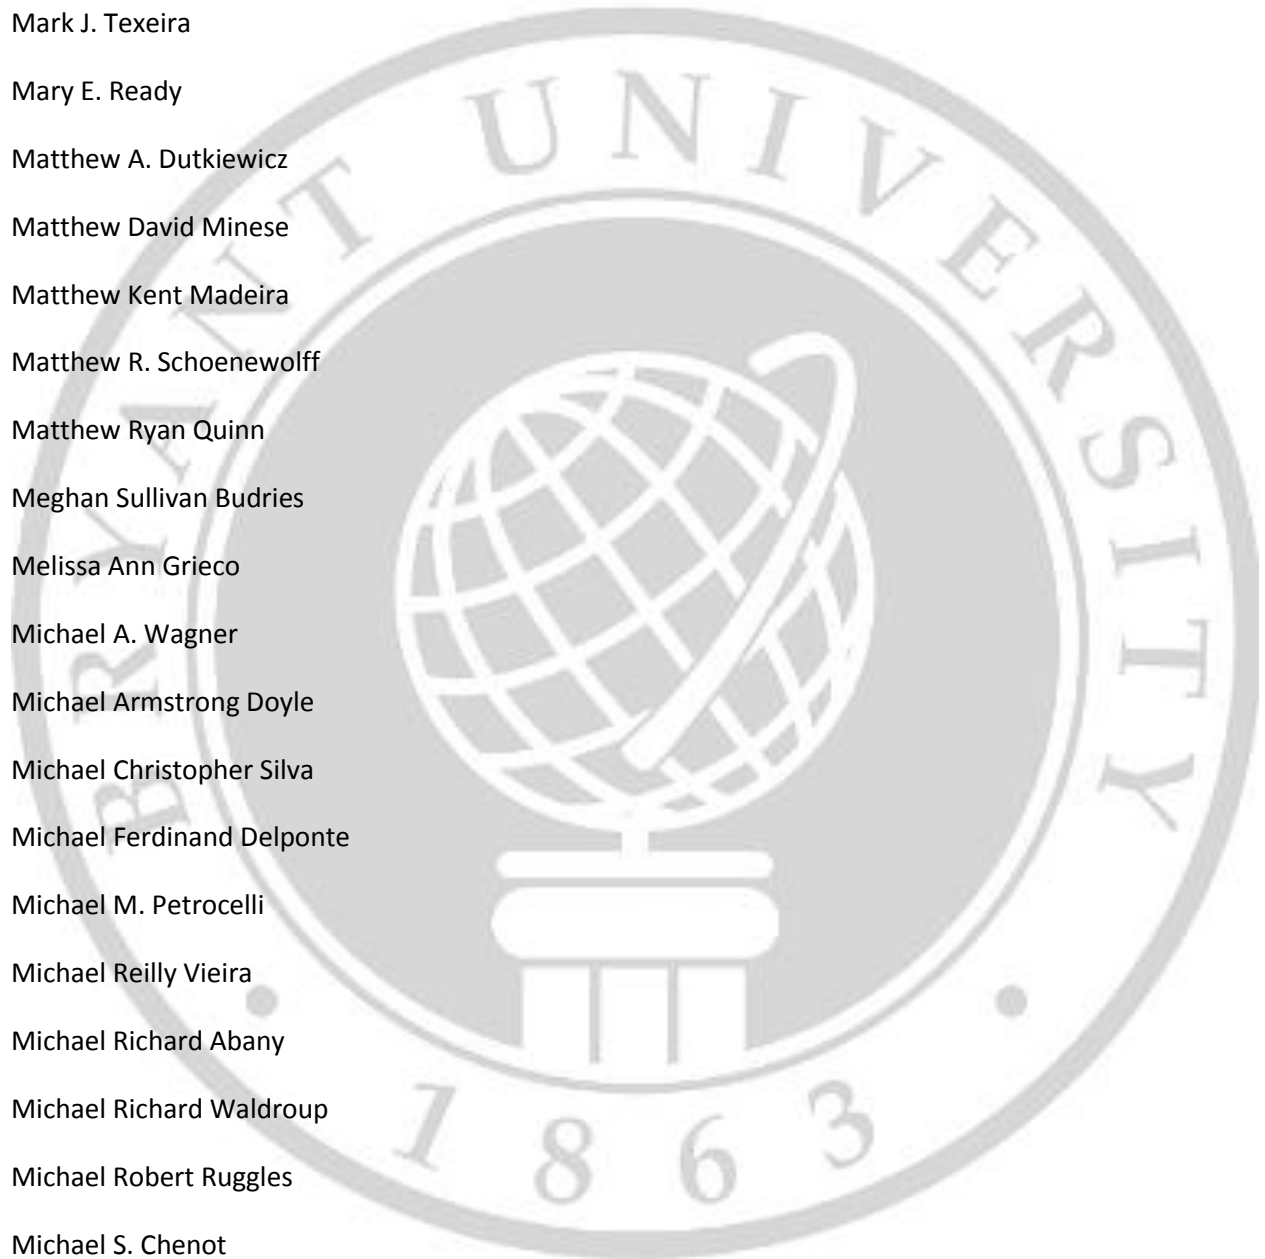 Mark J. Texeira
Mary E. Ready
Matthew A. Dutkiewicz
Matthew David Minese
Matthew Kent Madeira
Matthew R. Schoenewolff
Matthew Ryan Quinn
Meghan Sullivan Budries
Melissa Ann Grieco
Michael A. Wagner
Michael Armstrong Doyle
Michael Christopher Silva
Michael Ferdinand Delponte
Michael M. Petrocelli
Michael Reilly Vieira
Michael Richard Abany
Michael Richard Waldroup
Michael Robert Ruggles
Michael S. Chenot
BRYANT UNIVERSITY
1863